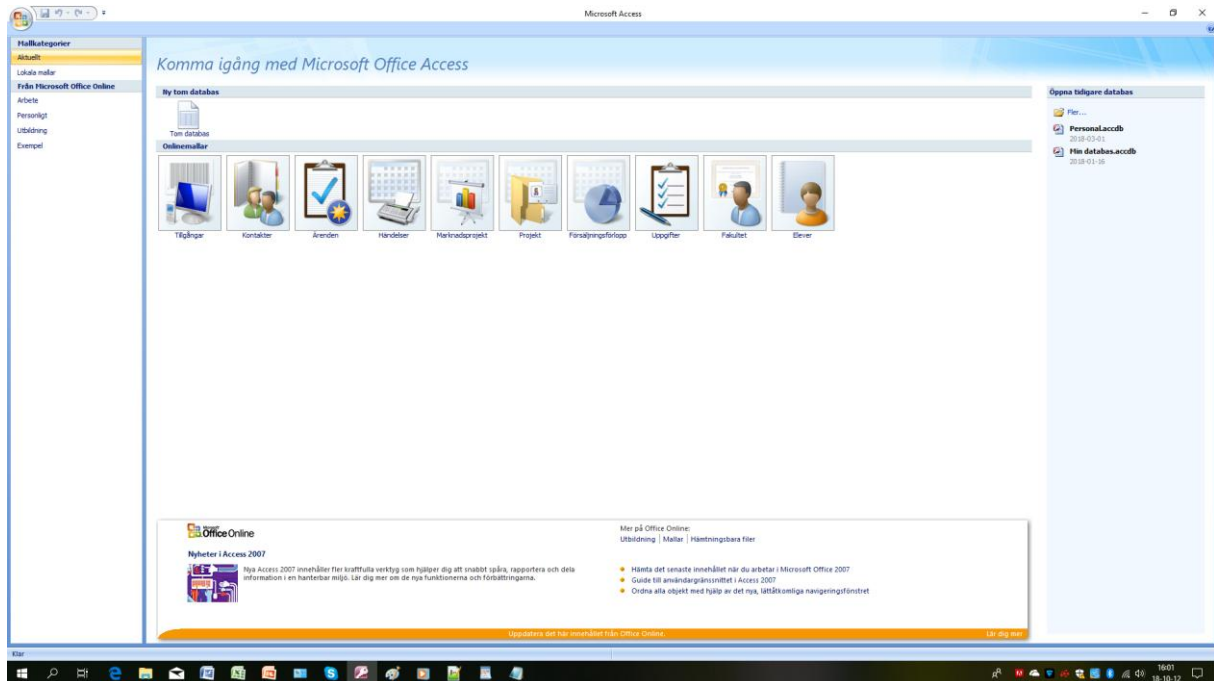 Microsoft Access
Mallkategorier
Aktuellt
Lokala mallar
Från Microsoft Office Online
Arbete
Personligt
Utbildning
Exempel
Komma igång med Microsoft Office Access
Ny tom databas
Tom databas
Onlinemallar
Tillgångar
Kontakter
Ärenden
Händelser
Marknadsprojekt
Projekt
Försäljningsförlopp
Uppgifter
Fakultet
Elever
Öppna tidigare databas
Fler...
Personal.accdb
2018-03-01
Min databas.accdb
2018-01-16
Microsoft
Office Online
Nyheter i Access 2007
Nya Access 2007 innehåller fler kraftfulla verktyg som hjälper dig att snabbt spåra, rapportera och dela
information i en hanterbar miljö. Lär dig mer om de nya funktionerna och förbättringarna.
Mer på Office Online:
Utbildning | Mallar | Hämtningsbara filer
Hämta det senaste innehållet när du arbetar i Microsoft Office 2007
Guide till användargränssnittet i Access 2007
Ordna alla objekt med hjälp av det nya, lättåtkomliga navigeringsfönstret
Uppdatera det här innehållet från Office Online.
Lär dig mer
Klar
16:01
18-10-12